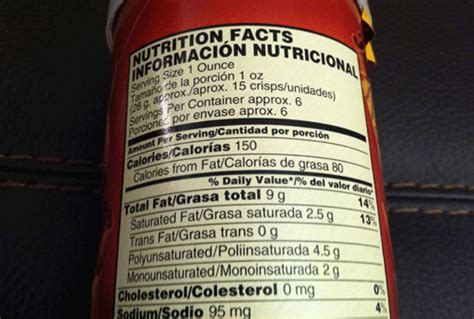 NUTRITION FACTS
INFORMACIÓN NUTRICIONAL
Serving Size 1 Ounce
Tamaño de la porción 1 oz
(28 g. approx./aprox. 15 crisps/unidades)
Servings Per Container approx. 6
Porciones por envase aprox. 6
Amount Per Serving/Cantidad por porción
Calories/Calorías 150
Calories from Fat/Calorías de grasa 80
% Daily Value*/% del valor diario*
Total Fat/Grasa total 9 g 14%
Saturated Fat/Grasa saturada 2.5 g 13%
Trans Fat/Grasa trans 0 g
Polyunsaturated/Poliinsaturada 4.5 g
Monounsaturated/Monoinsaturada 2 g
Cholesterol/Colesterol 0 mg 0%
Sodium/Sodio 95 mg 4%